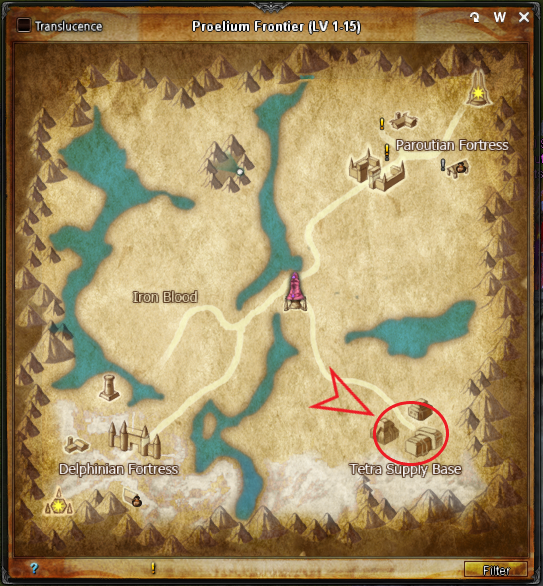 Translucence
Proelium Frontier (LV 1-15)
W
!
Paroutian Fortress
!
!
Iron Blood
Delphinian Fortress
Tetra Supply Base
?
!
Filter